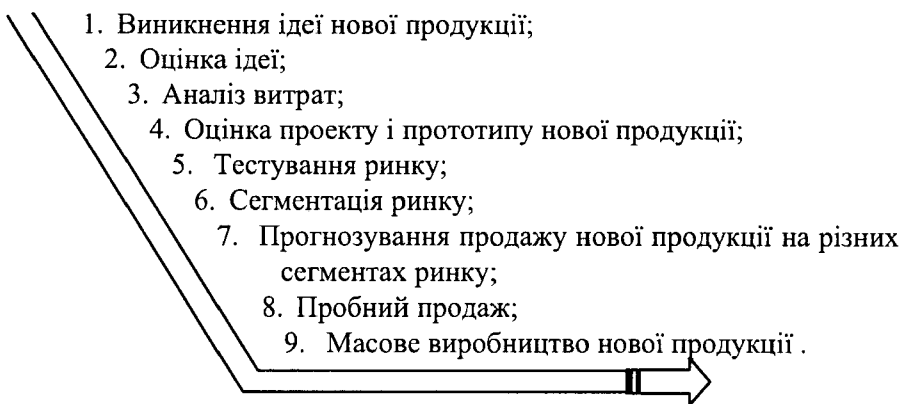 1. Виникнення ідеї нової продукції;
2. Оцінка ідеї;
3. Аналіз витрат;
4. Оцінка проекту і прототипу нової продукції;
5. Тестування ринку;
6. Сегментація ринку;
7. Прогнозування продажу нової продукції на різних
сегментах ринку;
8. Пробний продаж;
9. Масове виробництво нової продукції .